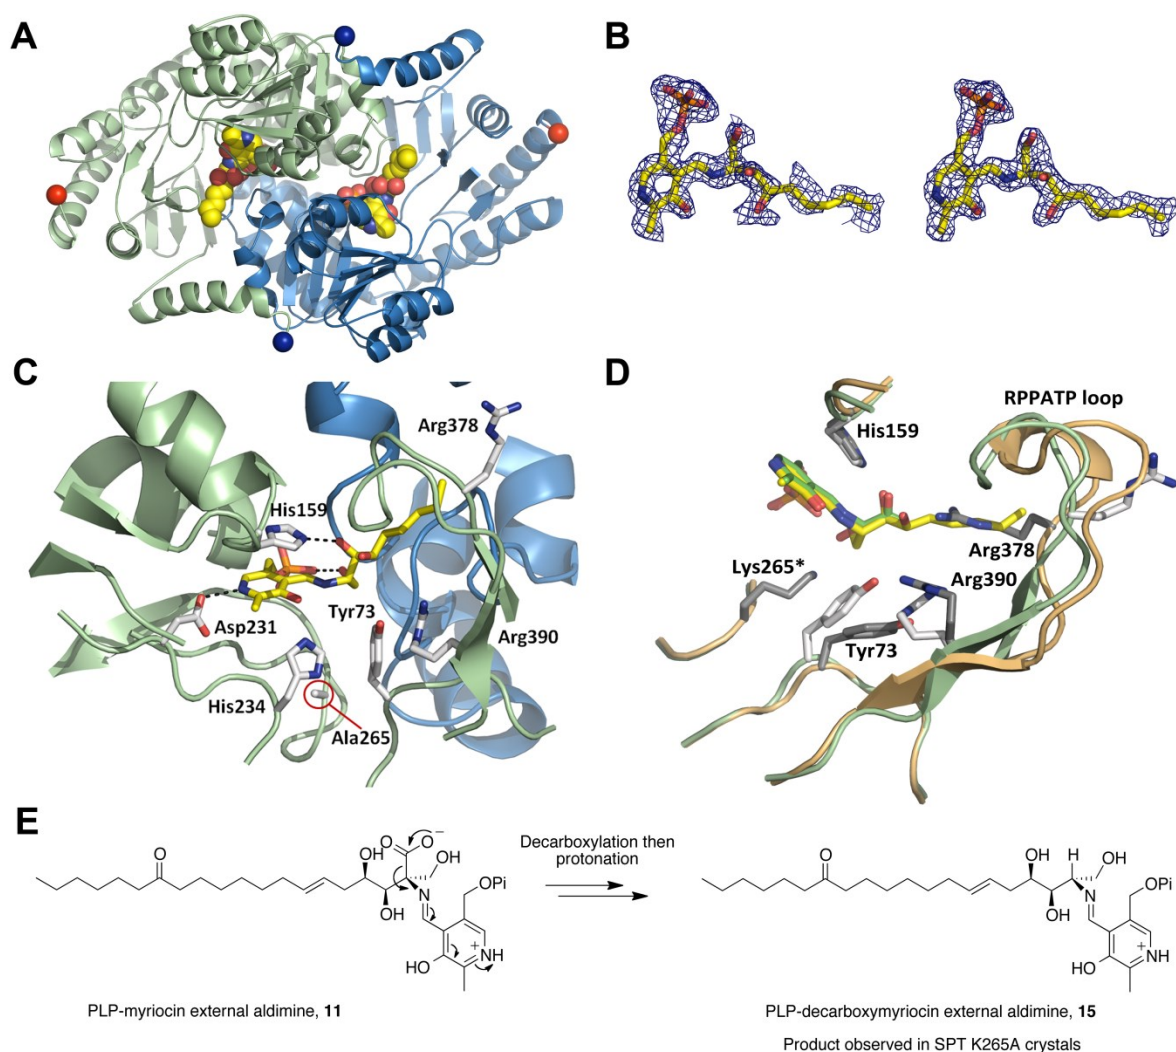 A
B
C
Arg378
His159
Tyr73
Asp231
Arg390
His234
Ala265
D
RPPATP loop
His159
Arg378
Lys265*
Arg390
Tyr73
E
O
OH
O
O−
OH
OPi
OH
N
+
NH
HO
PLP-myriocin external aldimine, 11
Decarboxylation then
protonation
O
OH
H
OH
OPi
OH
N
+
NH
HO
PLP-decarboxymyriocin external aldimine, 15
Product observed in SPT K265A crystals